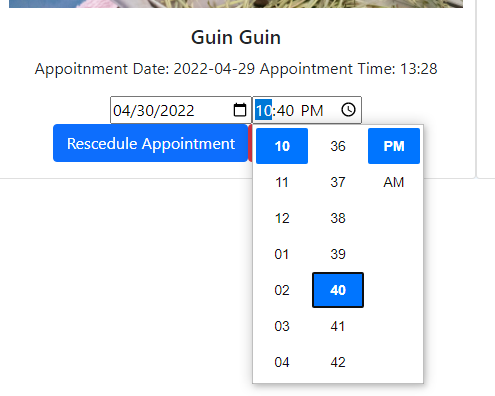 Guin Guin
Appoitnment Date: 2022-04-29 Appointment Time: 13:28
04/30/2022 10:40 PM
Rescedule Appointment
10 36 PM
11 37 AM
12 38
01 39
02 40
03 41
04 42